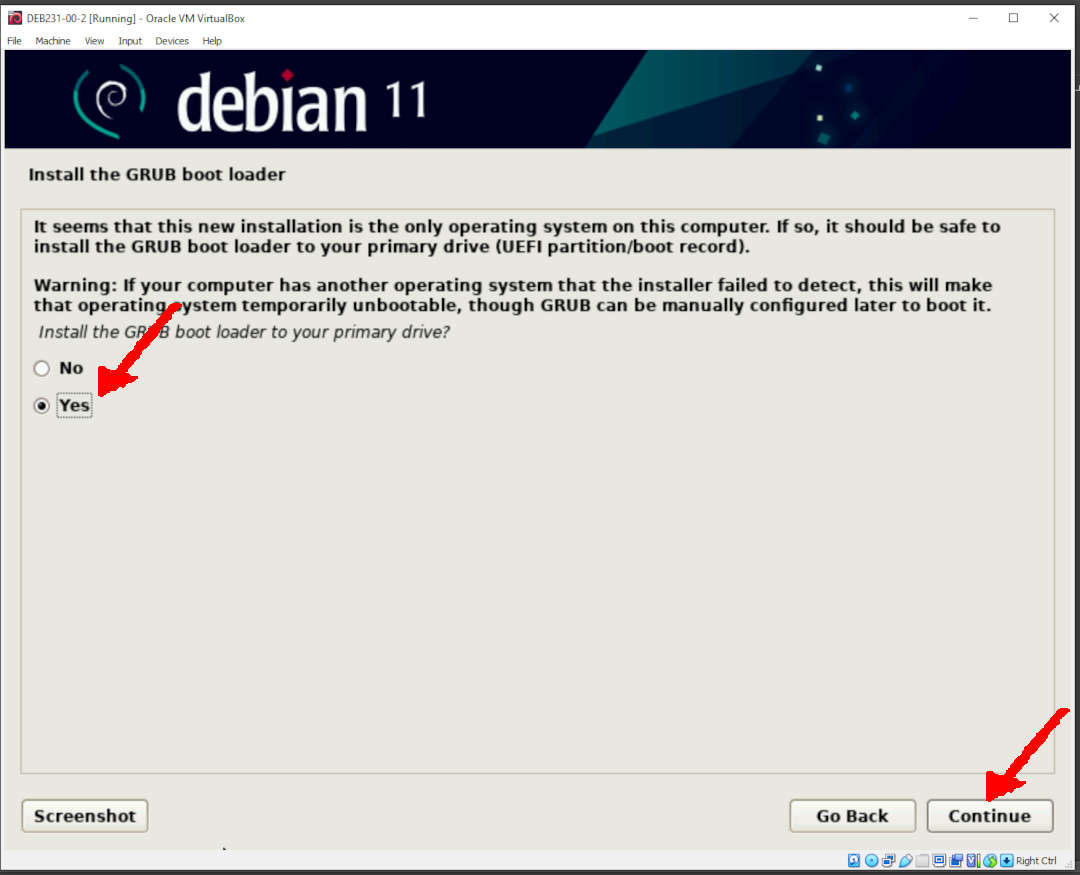 DEB231-00-2 [Running] - Oracle VM VirtualBox
File Machine View Input Devices Help
debian 11
Install the GRUB boot loader
It seems that this new installation is the only operating system on this computer. If so, it should be safe to
install the GRUB boot loader to your primary drive (UEFI partition/boot record).
Warning: If your computer has another operating system that the installer failed to detect, this will make
that operating system temporarily unbootable, though GRUB can be manually configured later to boot it.
Install the GRUB boot loader to your primary drive?
No
Yes
Screenshot
Go Back
Continue
Right Ctrl